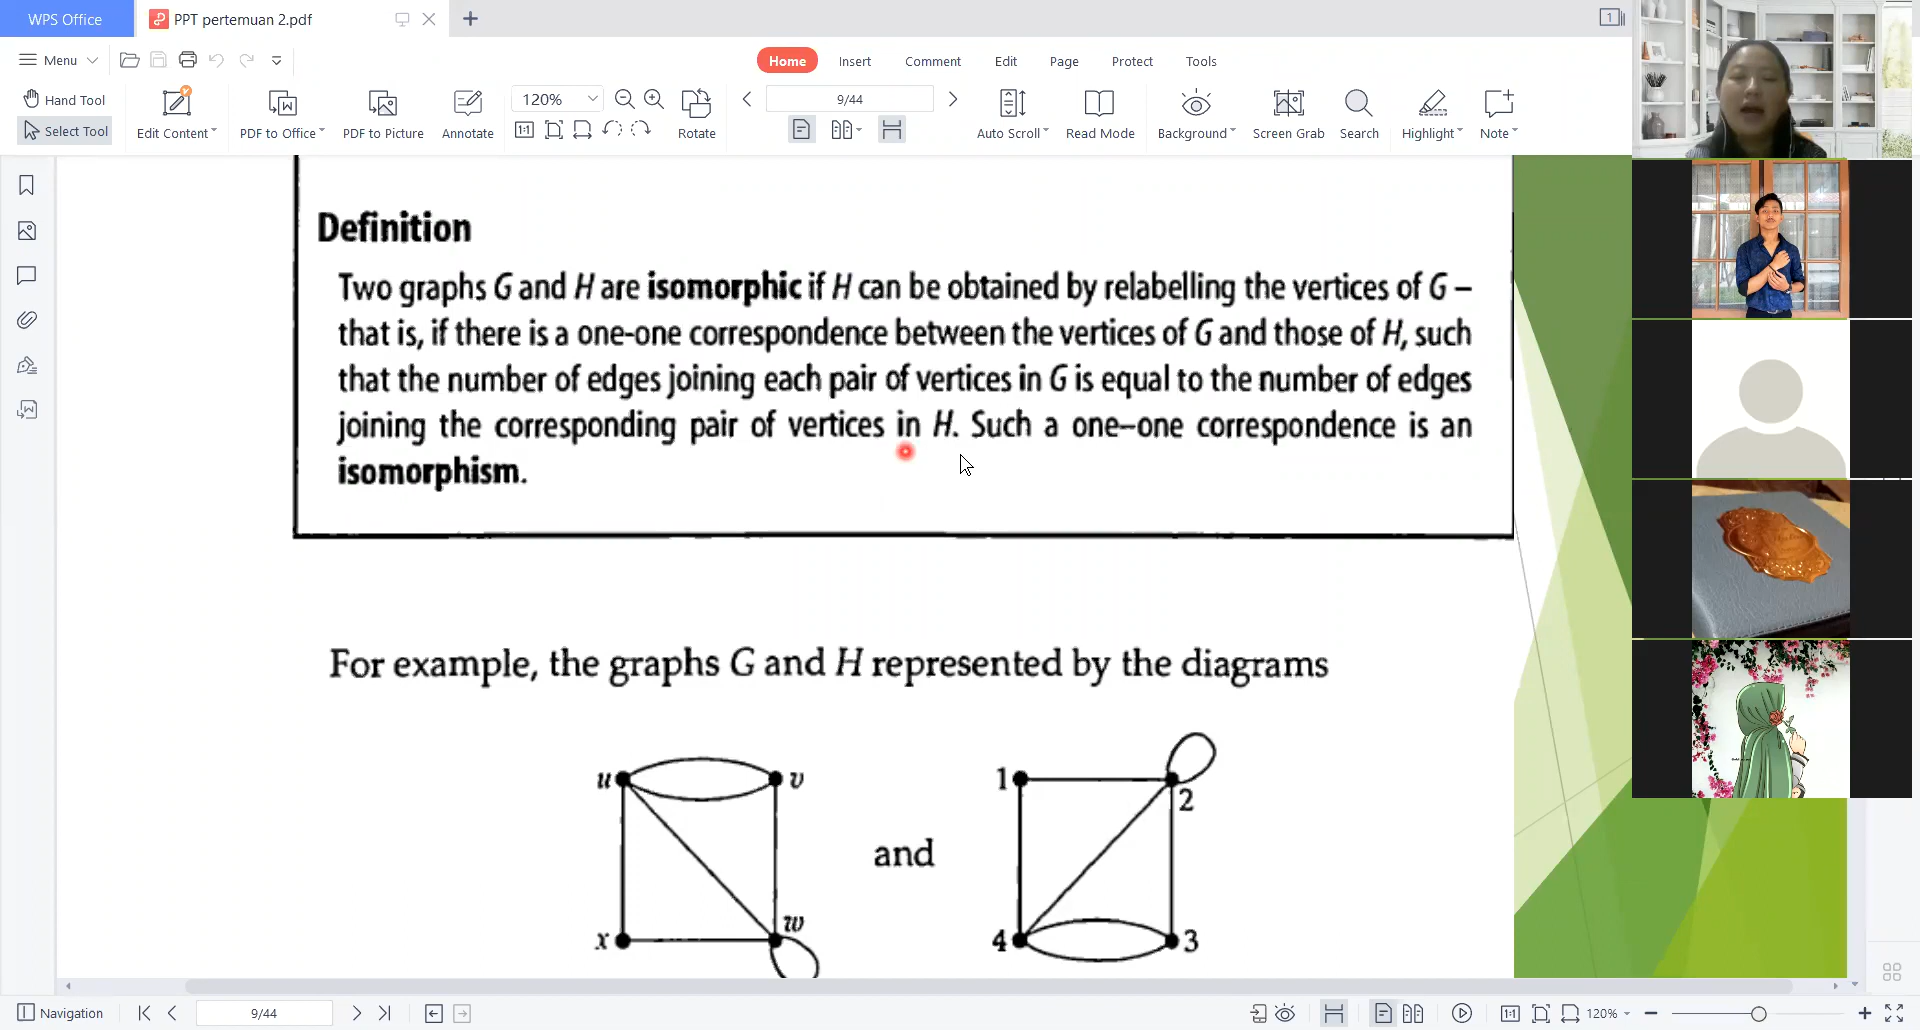 WPS Office
PPT pertemuan 2.pdf
1
Menu
Home Insert Comment Edit Page Protect Tools
Hand Tool
Select Tool
Edit Content
PDF to Office
PDF to Picture
Annotate
120%
1:1
Rotate
9/44
Auto Scroll
Read Mode
Background
Screen Grab
Search
Highlight
Note
Definition
Two graphs G and H are isomorphic if H can be obtained by relabelling the vertices of G –
that is, if there is a one-one correspondence between the vertices of G and those of H, such
that the number of edges joining each pair of vertices in G is equal to the number of edges
joining the corresponding pair of vertices in H. Such a one–one correspondence is an
isomorphism.
For example, the graphs G and H represented by the diagrams
u v 1 2
and
x w 4 3
Navigation
9/44
1:1
120%